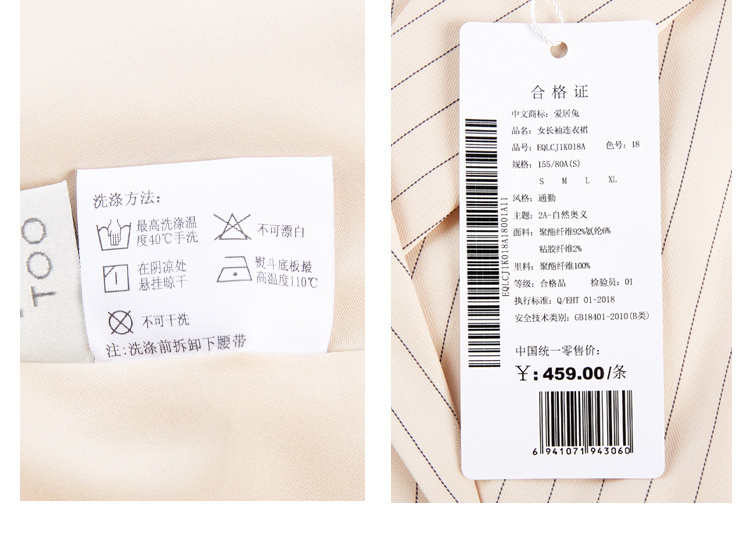 TOO
洗涤方法:
最高洗涤温
度40℃手洗
不可漂白
在阴凉处
悬挂晾干
熨斗底板最
高温度110℃
不可干洗
注:洗涤前拆卸下腰带
合格证
中文商标: 爱居兔
品名: 女长袖连衣裙
品号: EQLCJ1K018A 色号: 18
规格: 155/80A(S)
S M L XL
风格: 通勤
主题: 2A-自然奥义
面料: 聚酯纤维92%氨纶6%
粘胶纤维2%
里料: 聚酯纤维100%
等级: 合格品 检验员: 01
执行标准: Q/EHT 01-2018
安全技术类别: GB18401-2010(B类)
中国统一零售价:
¥:459.00/条
6 941071 943060
EQLCJ1K018A18001A11